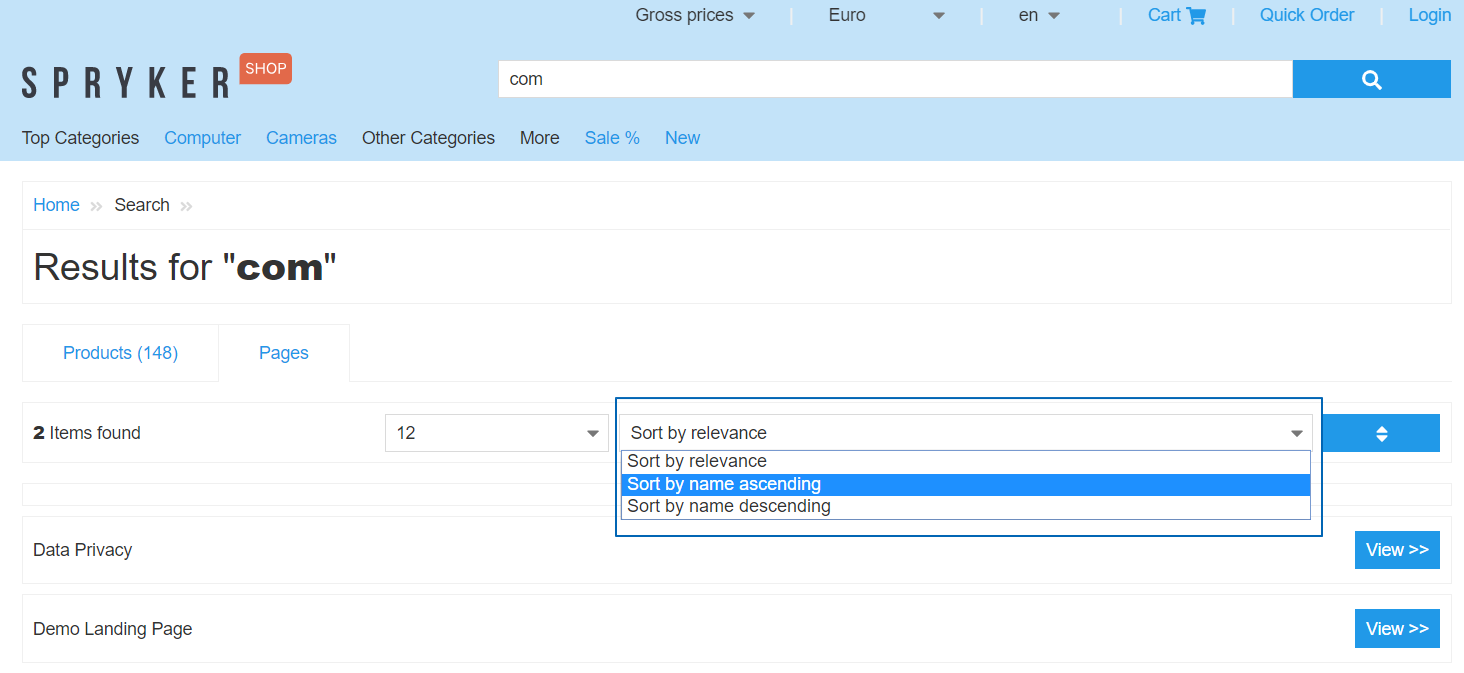 Gross prices Euro en Cart Quick Order Login
SPRYKER SHOP
com
Top Categories Computer Cameras Other Categories More Sale % New
Home » Search »
Results for "com"
Products (148) Pages
2 Items found 12 Sort by relevance
Sort by relevance
Sort by name ascending
Sort by name descending
Data Privacy View >>
Demo Landing Page View >>